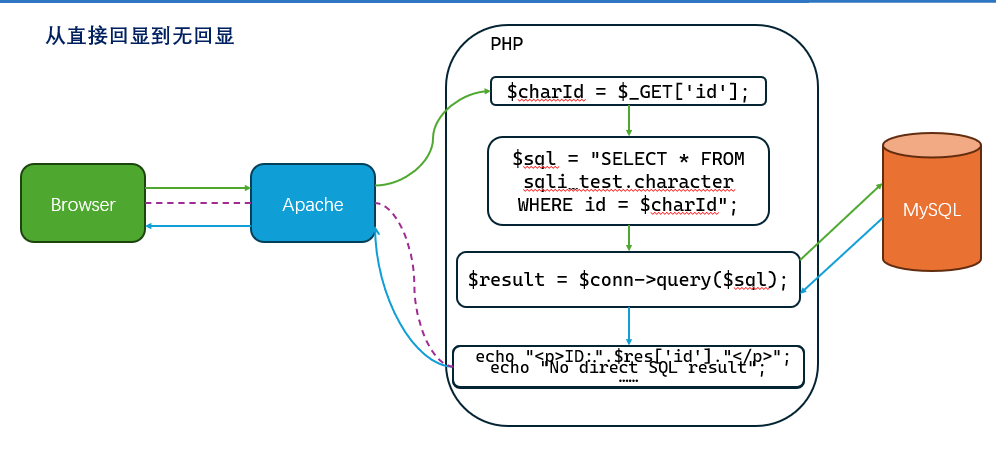 从直接回显到无回显
PHP
$charId = $_GET['id'];
$sql = "SELECT * FROM
sqli_test.character
WHERE id = $charId";
Browser
Apache
MySQL
$result = $conn->query($sql);
echo "<p>ID:".$res['id']."</p>";
echo "No direct SQL result";
……